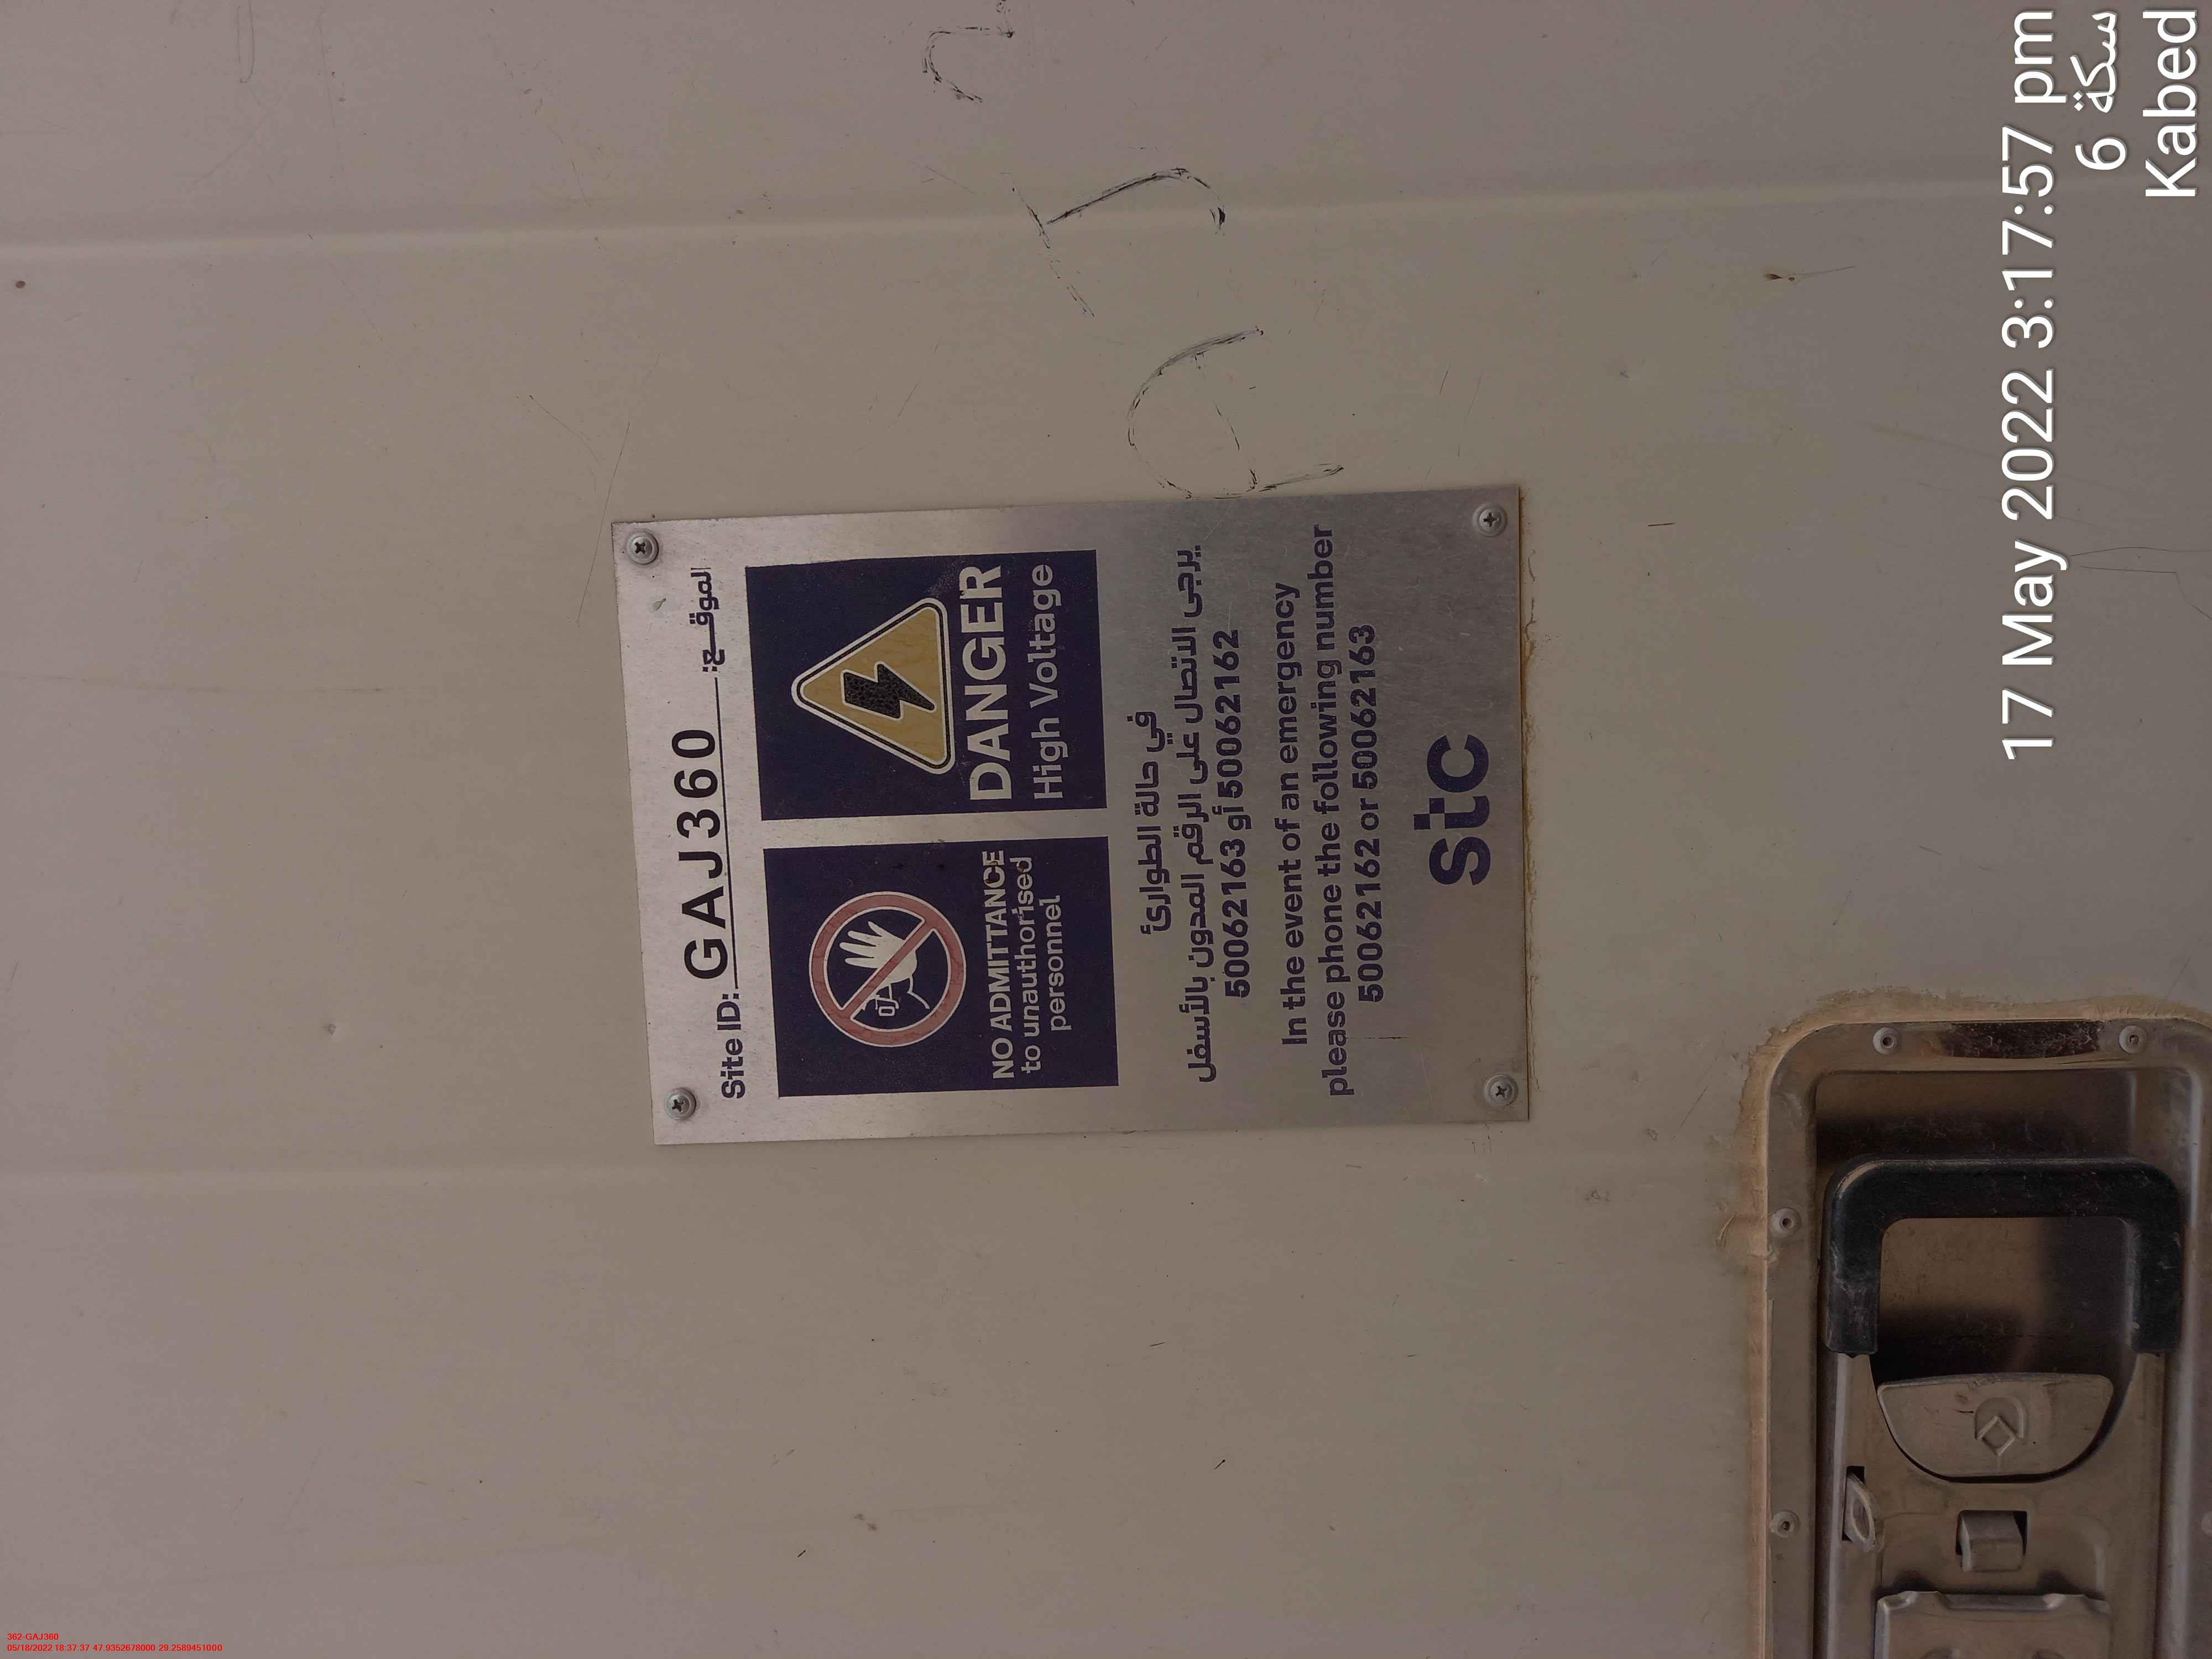 Site ID: GAJ360 الموقــع:
NO ADMITTANCE
to unauthorised
personnel
DANGER
High Voltage
في حالة الطوارئ
يرجى الاتصال على الرقم المدون بالأسفل
50062162 أو 50062163
In the event of an emergency
please phone the following number
50062162 or 50062163
stc
17 May 2022 3:17:57 pm
6 سكة
Kabed
362-GAJ360
05/18/2022 18:37:37 47.9352678000 29.2589451000